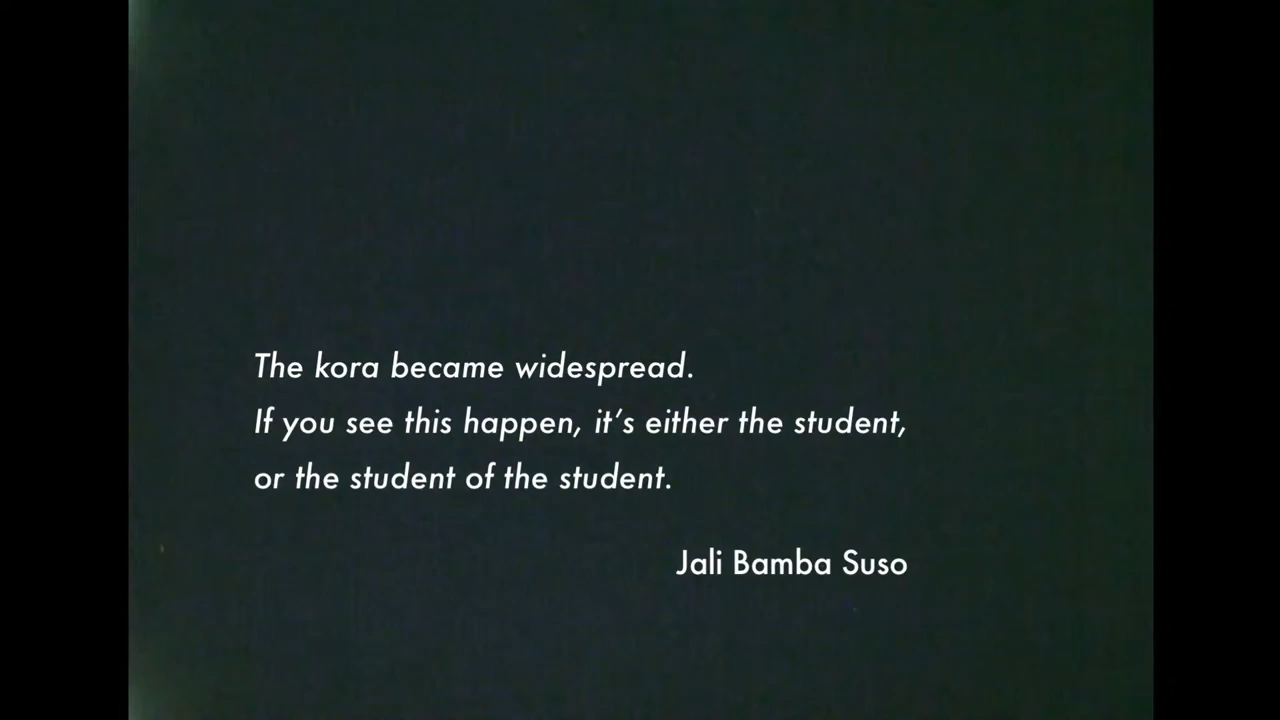 The kora became widespread.
If you see this happen, it’s either the student,
or the student of the student.
Jali Bamba Suso